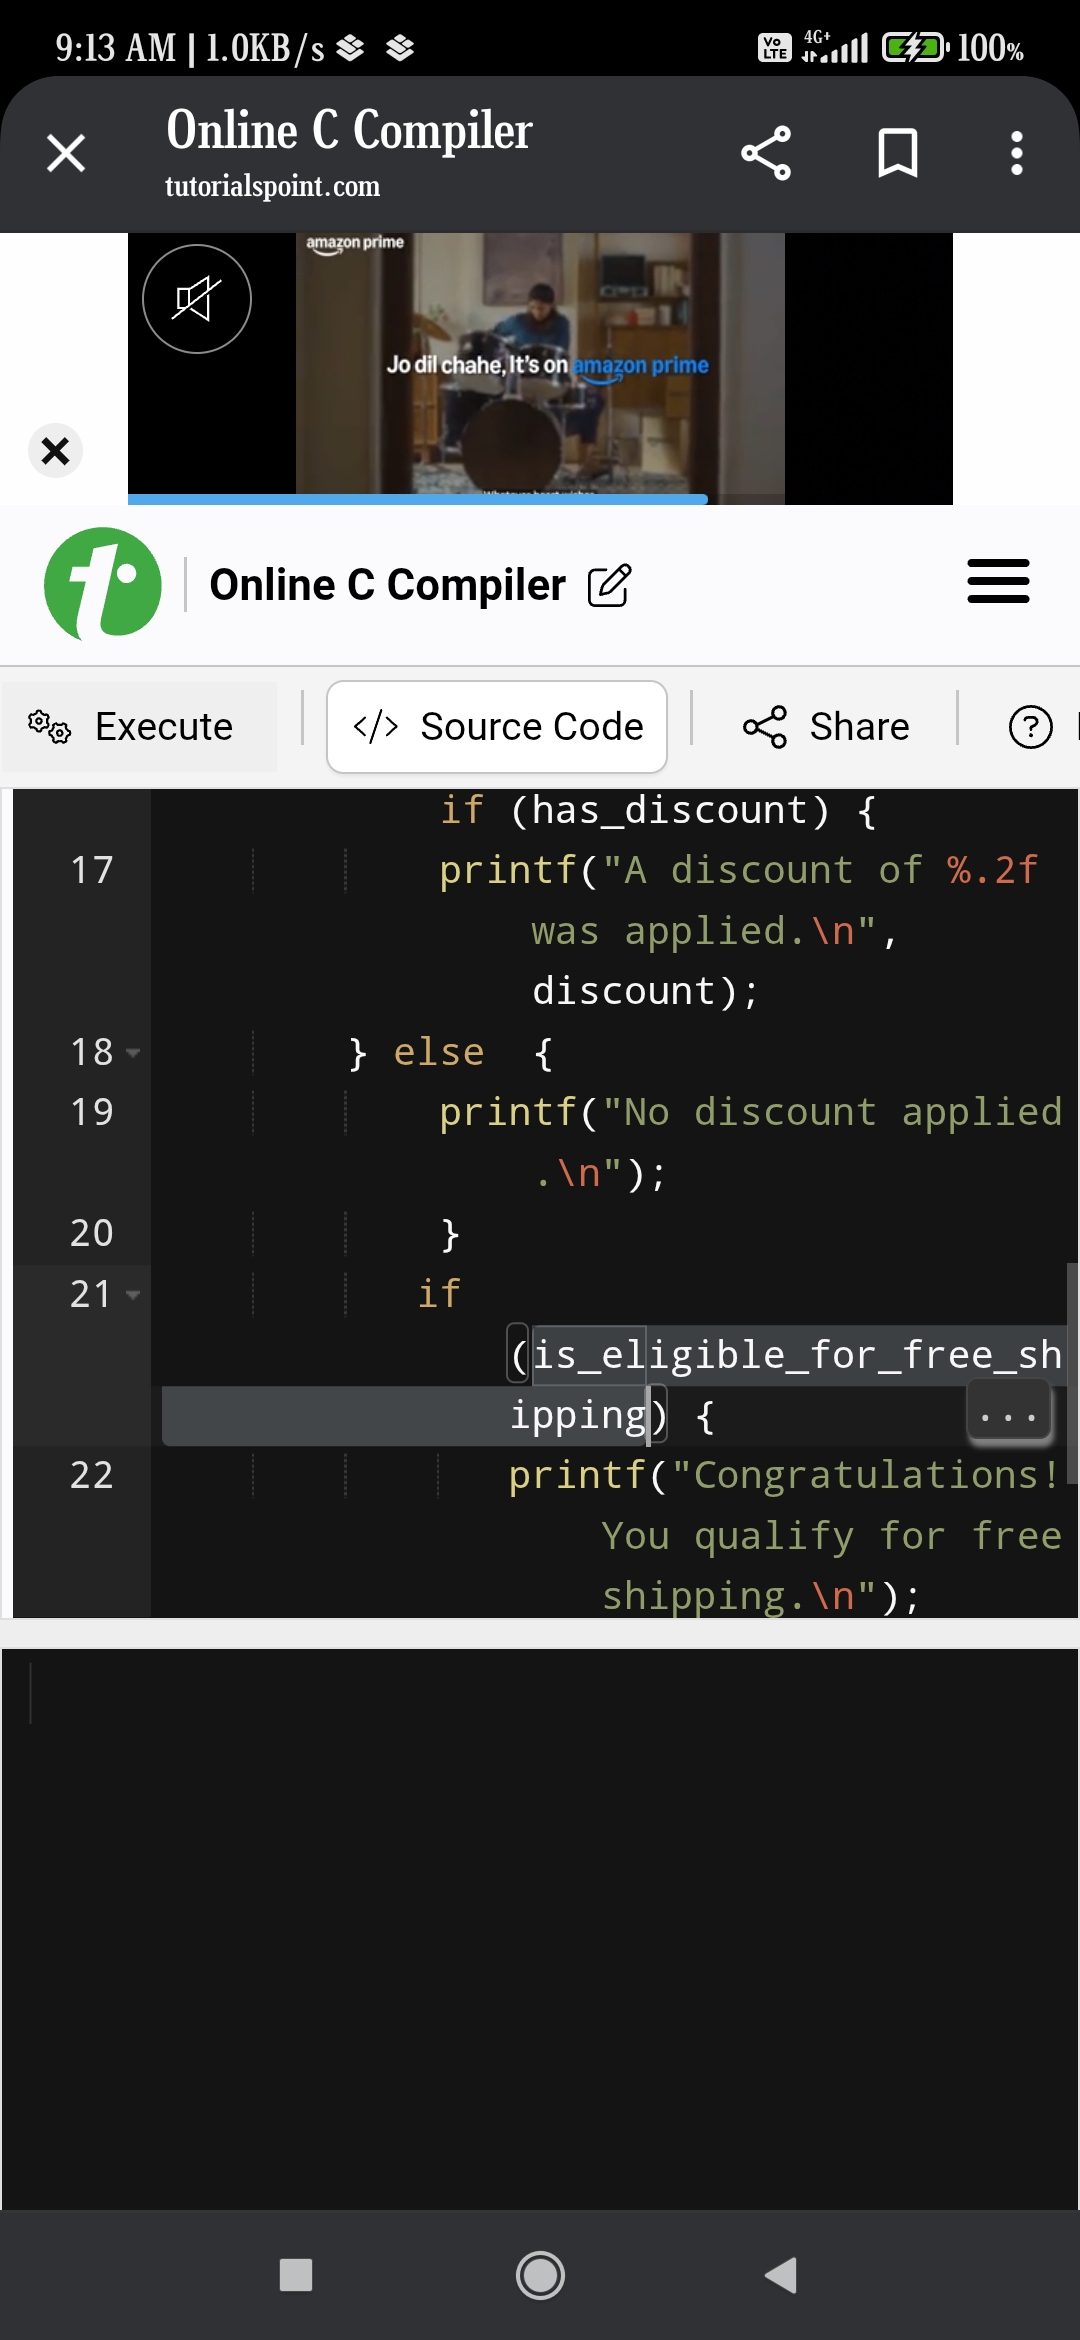 9:13 AM | 1.0KB/s Vo LTE 4G+ 100%
Online C Compiler
tutorialspoint.com
amazon prime
Jo dil chahe, It's on amazon prime
Online C Compiler
Execute Source Code Share
if (has_discount) {
17 printf("A discount of %.2f
was applied.\n",
discount);
18 } else {
19 printf("No discount applied
.\n");
20 }
21 if
(is_eligible_for_free_sh
ipping) {
...
22 printf("Congratulations!
You qualify for free
shipping.\n");